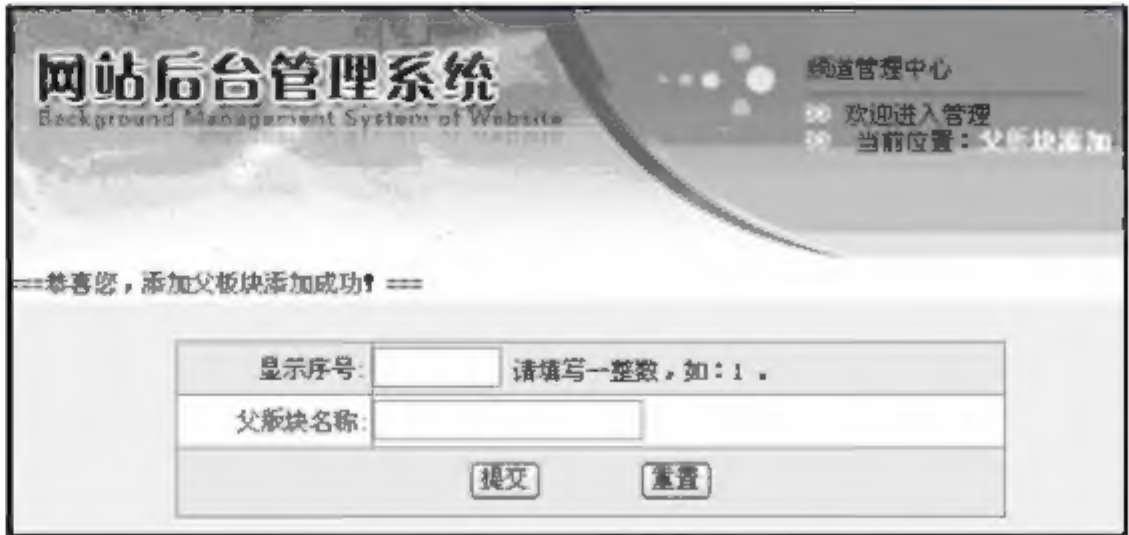 网站后台管理系统
Background Management System of Website
频道管理中心
欢迎进入管理
当前位置：父版块添加
===恭喜您，添加父板块添加成功！ ===
显示序号: 请填写一整数，如：1 。
父版块名称:
提交 重置